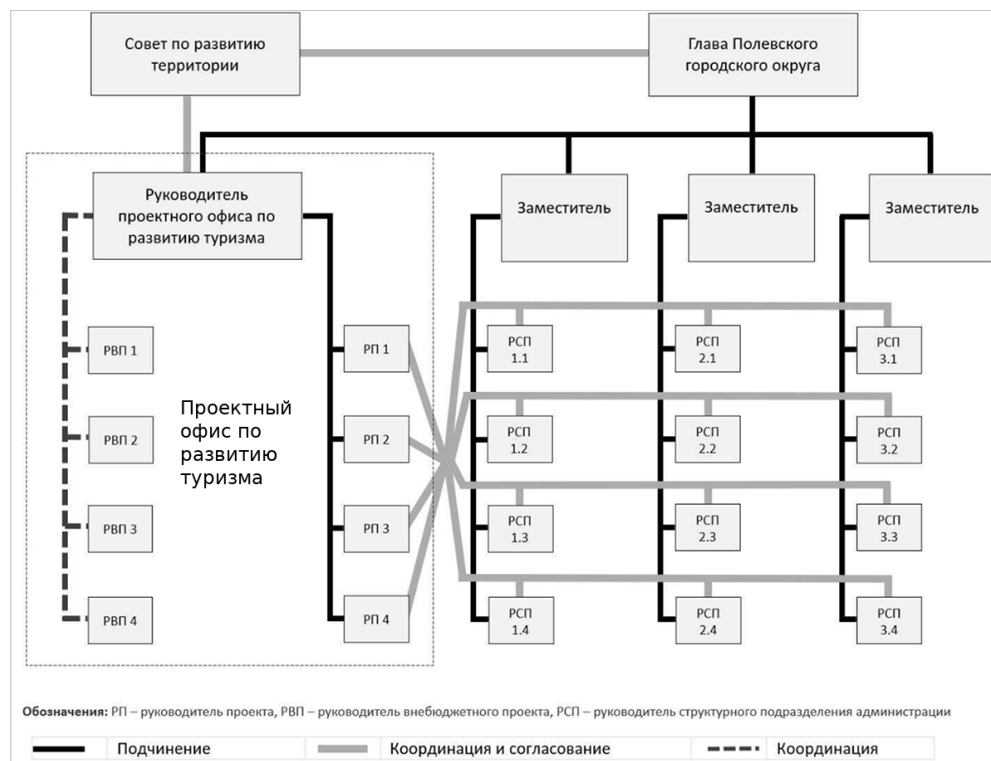 Совет по развитию
территории
Глава Полевского
городского округа
Руководитель
проектного офиса по
развитию туризма
Заместитель
Заместитель
Заместитель
РВП 1
РП 1
РСП
1.1
РСП
2.1
РСП
3.1
Проектный
офис по
развитию
туризма
РВП 2
РП 2
РСП
1.2
РСП
2.2
РСП
3.2
РВП 3
РП 3
РСП
1.3
РСП
2.3
РСП
3.3
РВП 4
РП 4
РСП
1.4
РСП
2.4
РСП
3.4
Обозначения: РП – руководитель проекта, РВП – руководитель внебюджетного проекта, РСП – руководитель структурного подразделения администрации
Подчинение
Координация и согласование
Координация